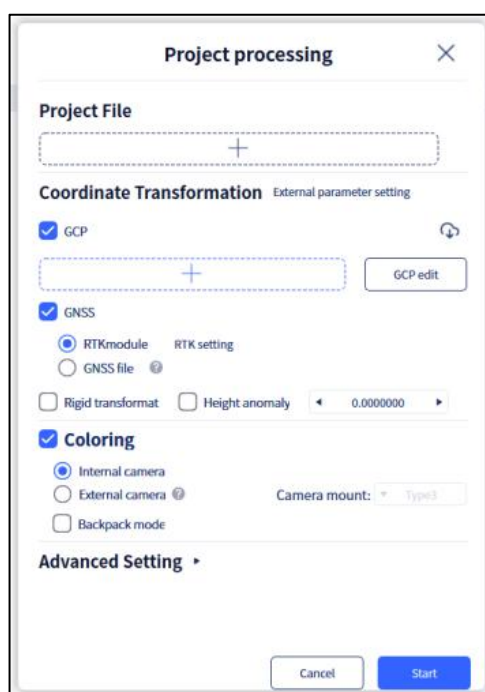 Project processing
Project File
Coordinate Transformation External parameter setting
GCP
GCP edit
GNSS
RTKmodule RTK setting
GNSS file
Rigid transformat Height anomaly 0.0000000
Coloring
Internal camera
External camera Camera mount: Type3
Backpack mode
Advanced Setting
Cancel Start